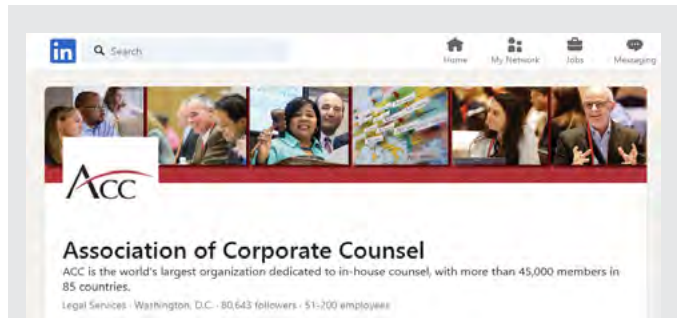 in Search
Home My Network Jobs Messaging
ACC
Association of Corporate Counsel
ACC is the world's largest organization dedicated to in-house counsel, with more than 45,000 members in
85 countries.
Legal Services · Washington, D.C. · 80,643 followers · 51-200 employees